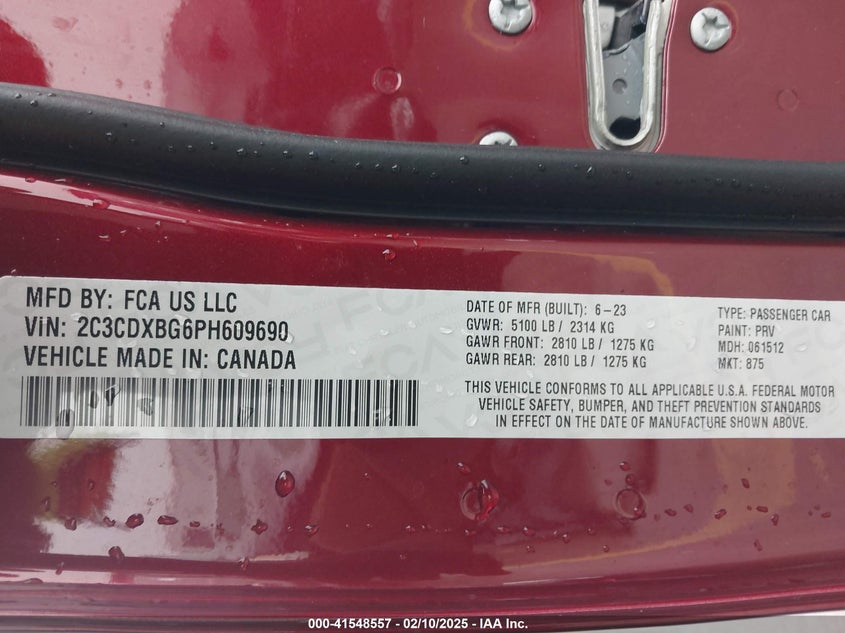 MFD BY: FCA US LLC
VIN: 2C3CDXBG6PH609690
VEHICLE MADE IN: CANADA
DATE OF MFR (BUILT): 6-23
GVWR: 5100 LB / 2314 KG
GAWR FRONT: 2810 LB / 1275 KG
GAWR REAR: 2810 LB / 1275 KG
TYPE: PASSENGER CAR
PAINT: PRV
MDH: 061512
MKT: 875
THIS VEHICLE CONFORMS TO ALL APPLICABLE U.S.A. FEDERAL MOTOR
VEHICLE SAFETY, BUMPER, AND THEFT PREVENTION STANDARDS
IN EFFECT ON THE DATE OF MANUFACTURE SHOWN ABOVE.
000-41548557 - 02/10/2025 - IAA Inc.